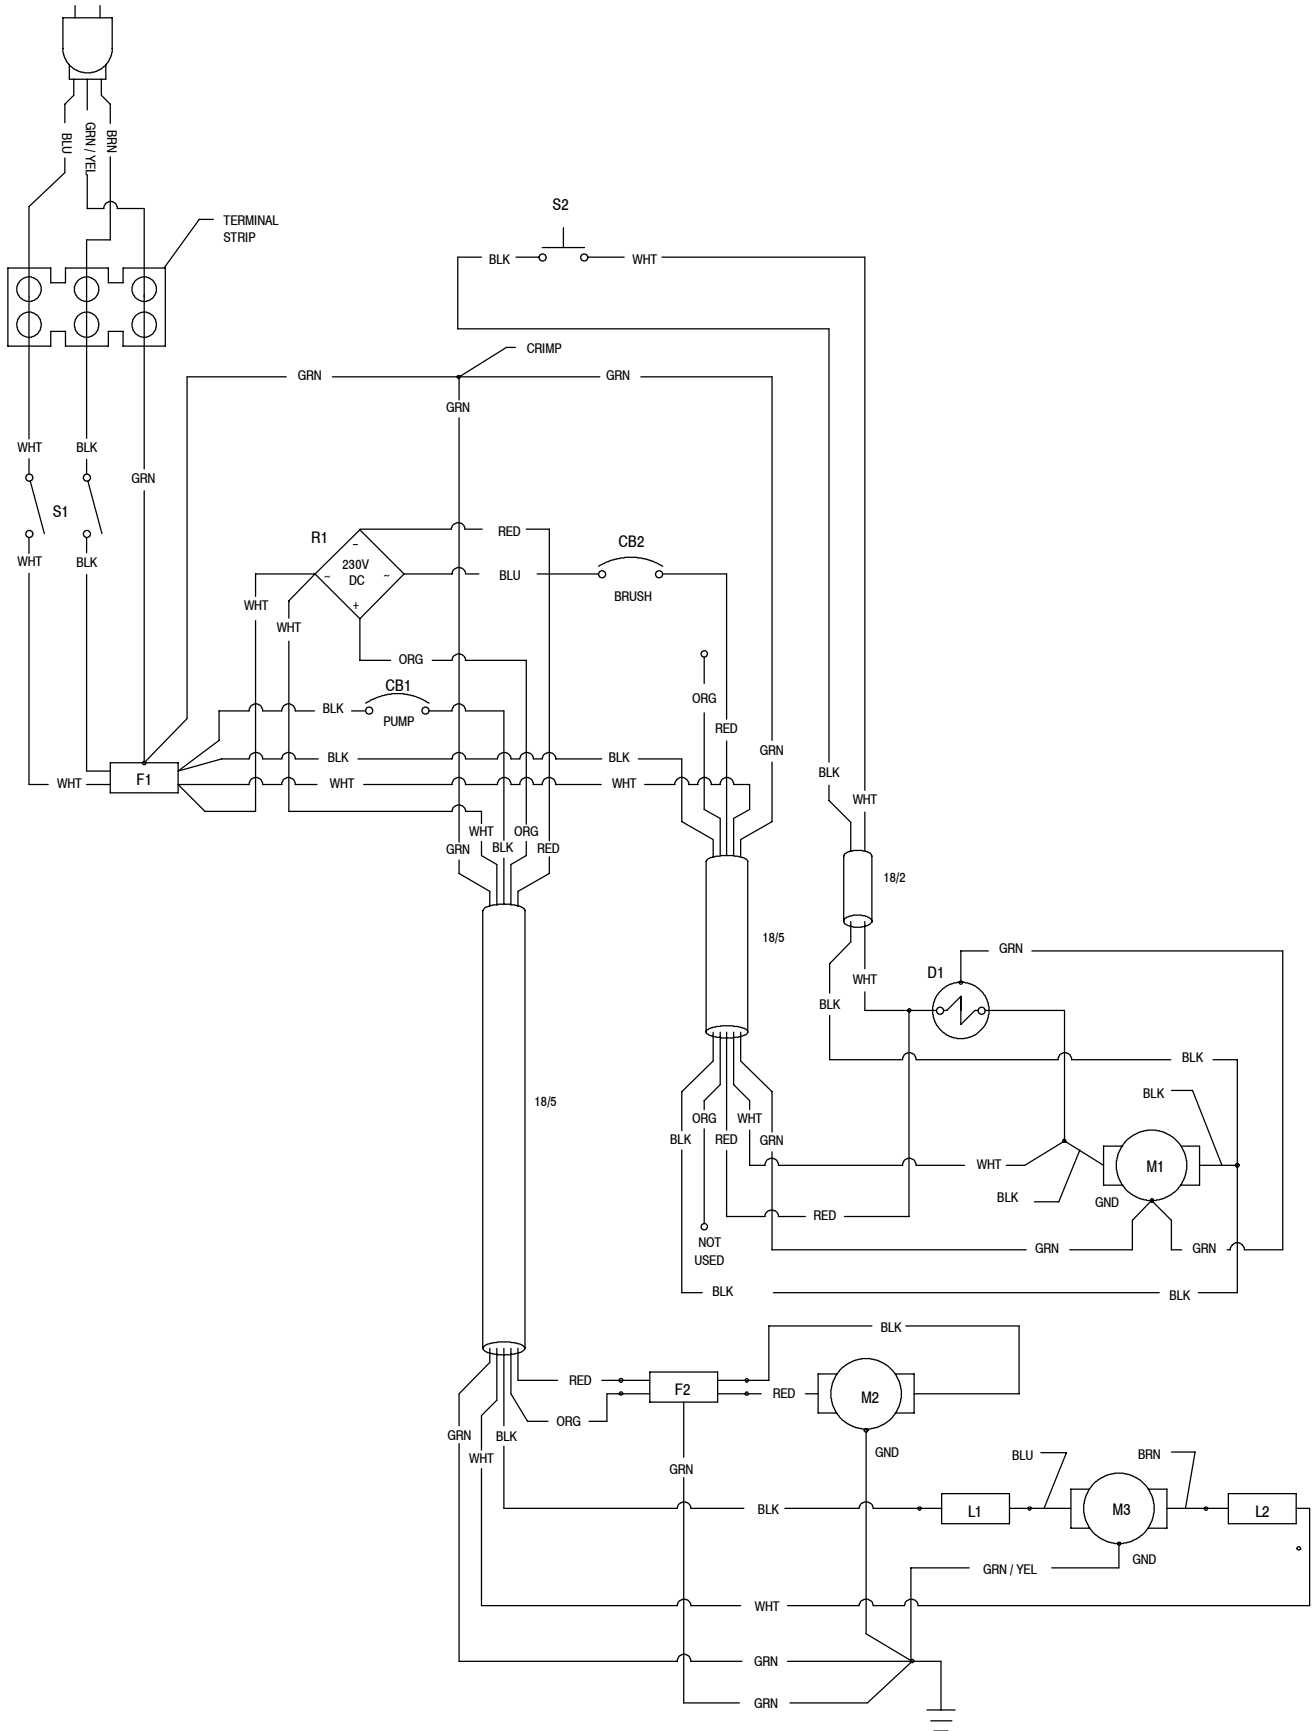 BLU
GRN / YEL
BRN
TERMINAL
STRIP
S2
BLK
WHT
CRIMP
GRN
GRN
GRN
WHT
BLK
GRN
S1
WHT
BLK
R1
-
230V
DC
~
~
+
RED
BLU
CB2
BRUSH
WHT
WHT
ORG
CB1
BLK
PUMP
ORG
RED
GRN
BLK
BLK
WHT
F1
WHT
WHT
BLK
WHT
WHT
ORG
GRN
BLK
RED
18/2
18/5
D1
GRN
WHT
BLK
BLK
BLK
18/5
ORG
WHT
BLK
RED
GRN
WHT
M1
BLK
GND
RED
NOT
USED
GRN
GRN
BLK
BLK
BLK
RED
F2
RED
M2
ORG
GRN
BLK
WHT
GND
GRN
BLU
BRN
BLK
L1
M3
L2
GND
GRN / YEL
WHT
GRN
GRN